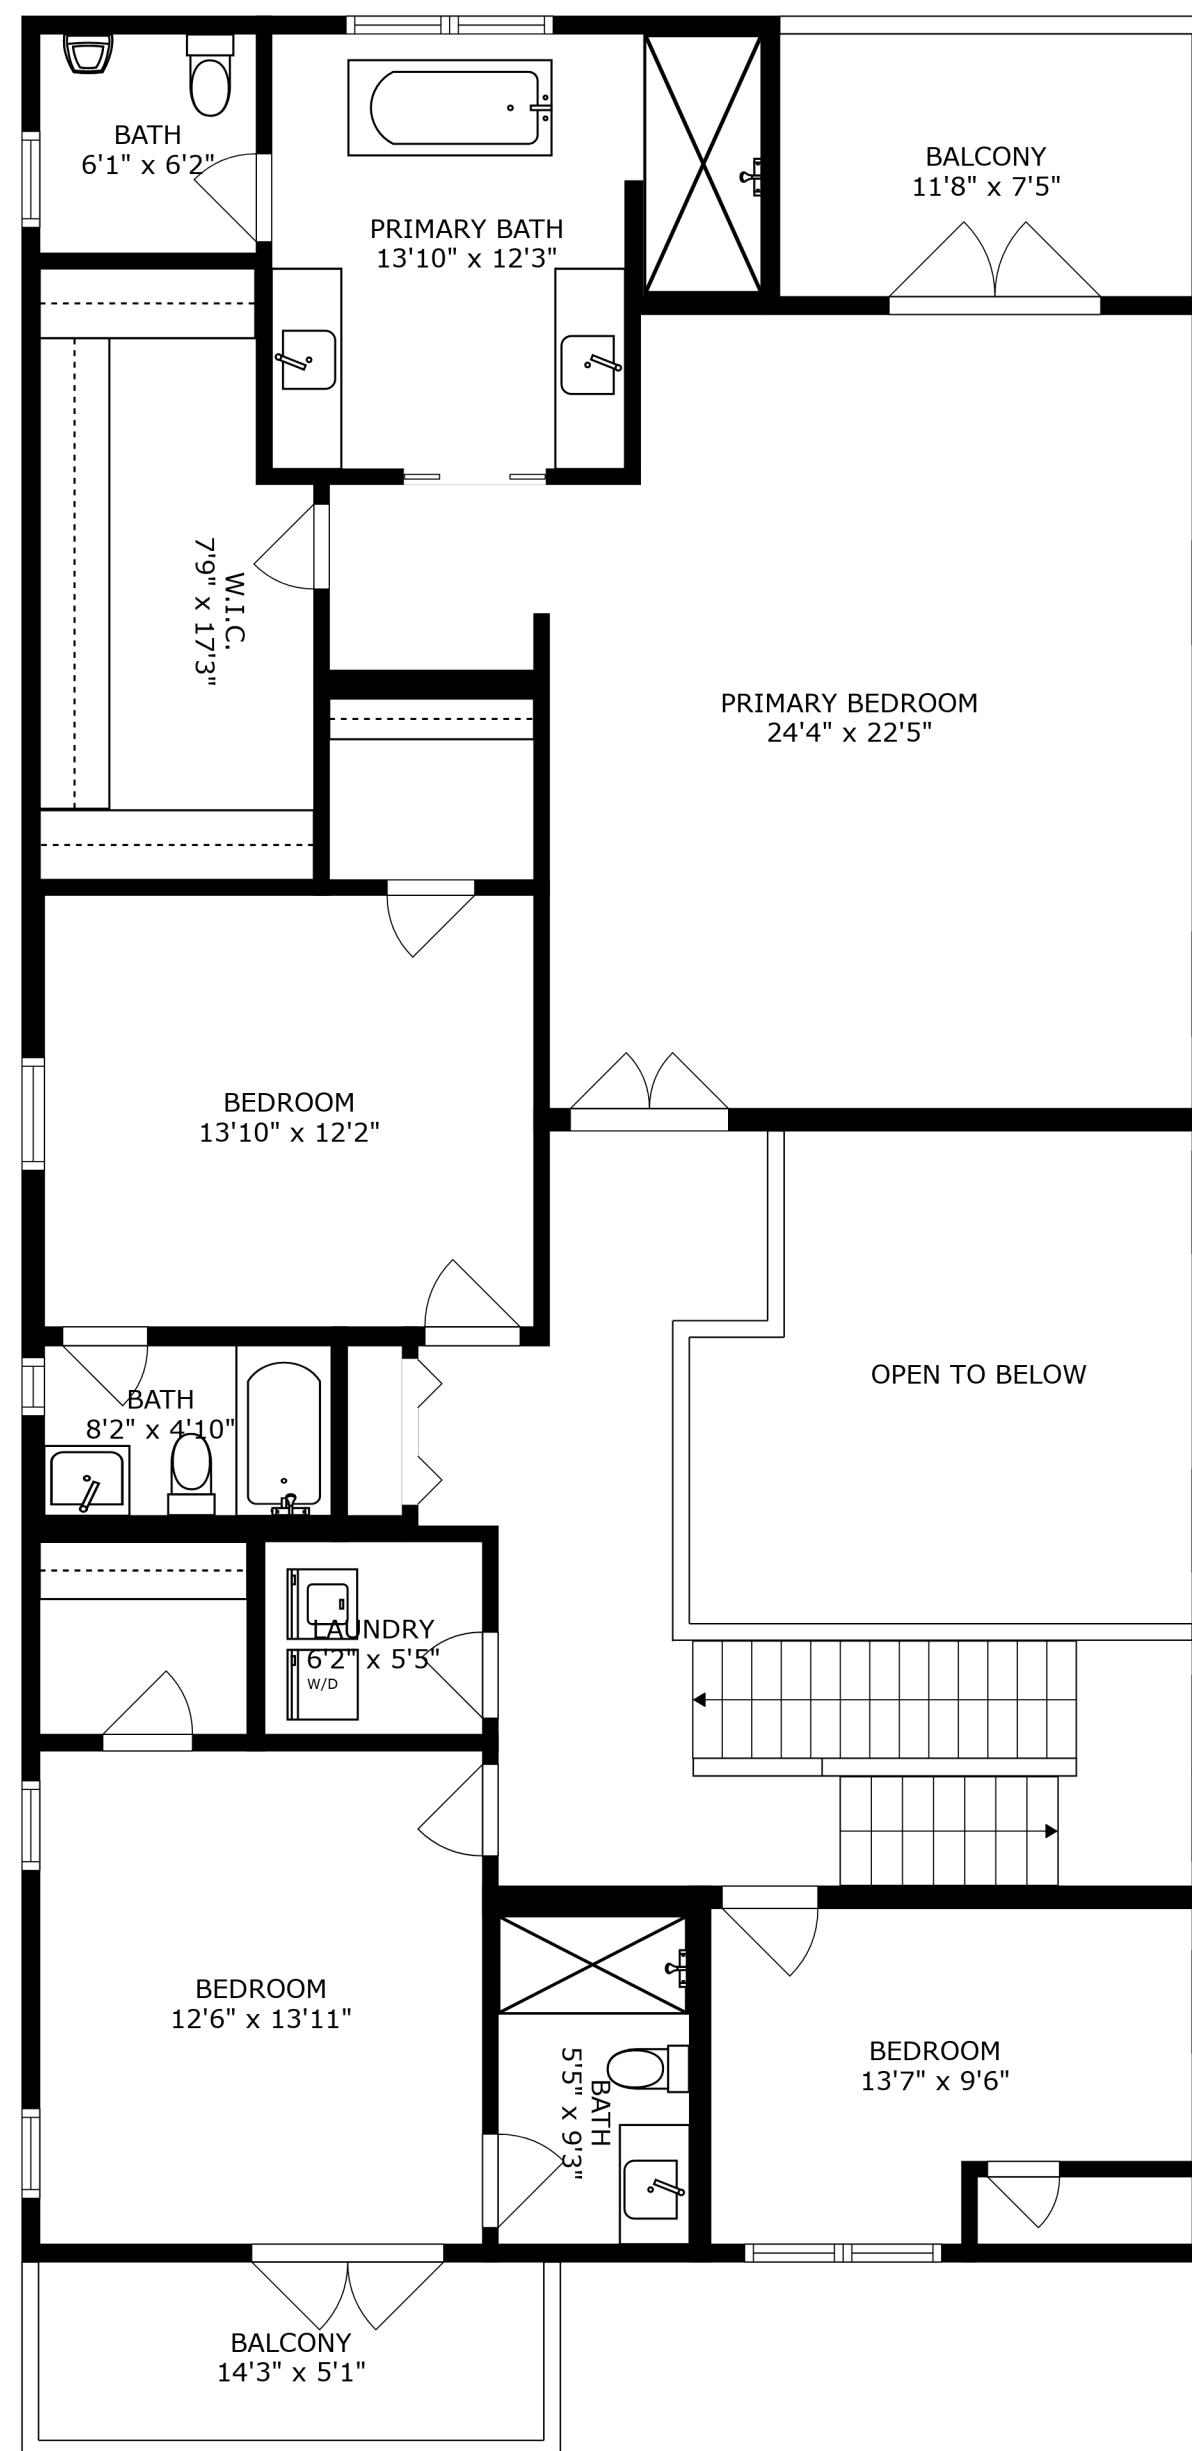 BATH
6'1" x 6'2"
BALCONY
11'8" x 7'5"
PRIMARY BATH
13'10" x 12'3"
W.I.C.
7'9" x 17'3"
PRIMARY BEDROOM
24'4" x 22'5"
BEDROOM
13'10" x 12'2"
OPEN TO BELOW
BATH
8'2" x 4'10"
LAUNDRY
6'2" x 5'5"
W/D
BEDROOM
12'6" x 13'11"
BATH
5'5" x 9'3"
BEDROOM
13'7" x 9'6"
BALCONY
14'3" x 5'1"